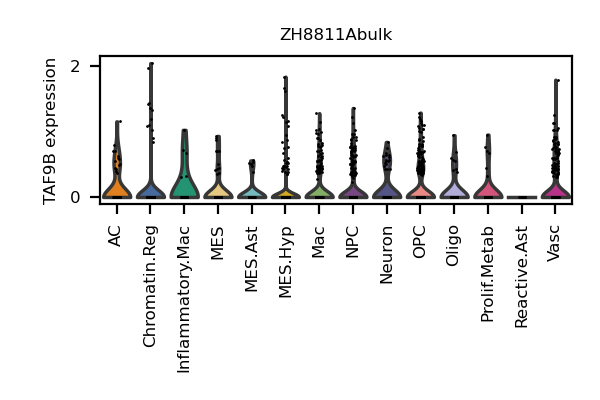 ZH8811Abulk
TAF9B expression
2
0
AC
Chromatin.Reg
Inflammatory.Mac
MES
MES.Ast
MES.Hyp
Mac
NPC
Neuron
OPC
Oligo
Prolif.Metab
Reactive.Ast
Vasc